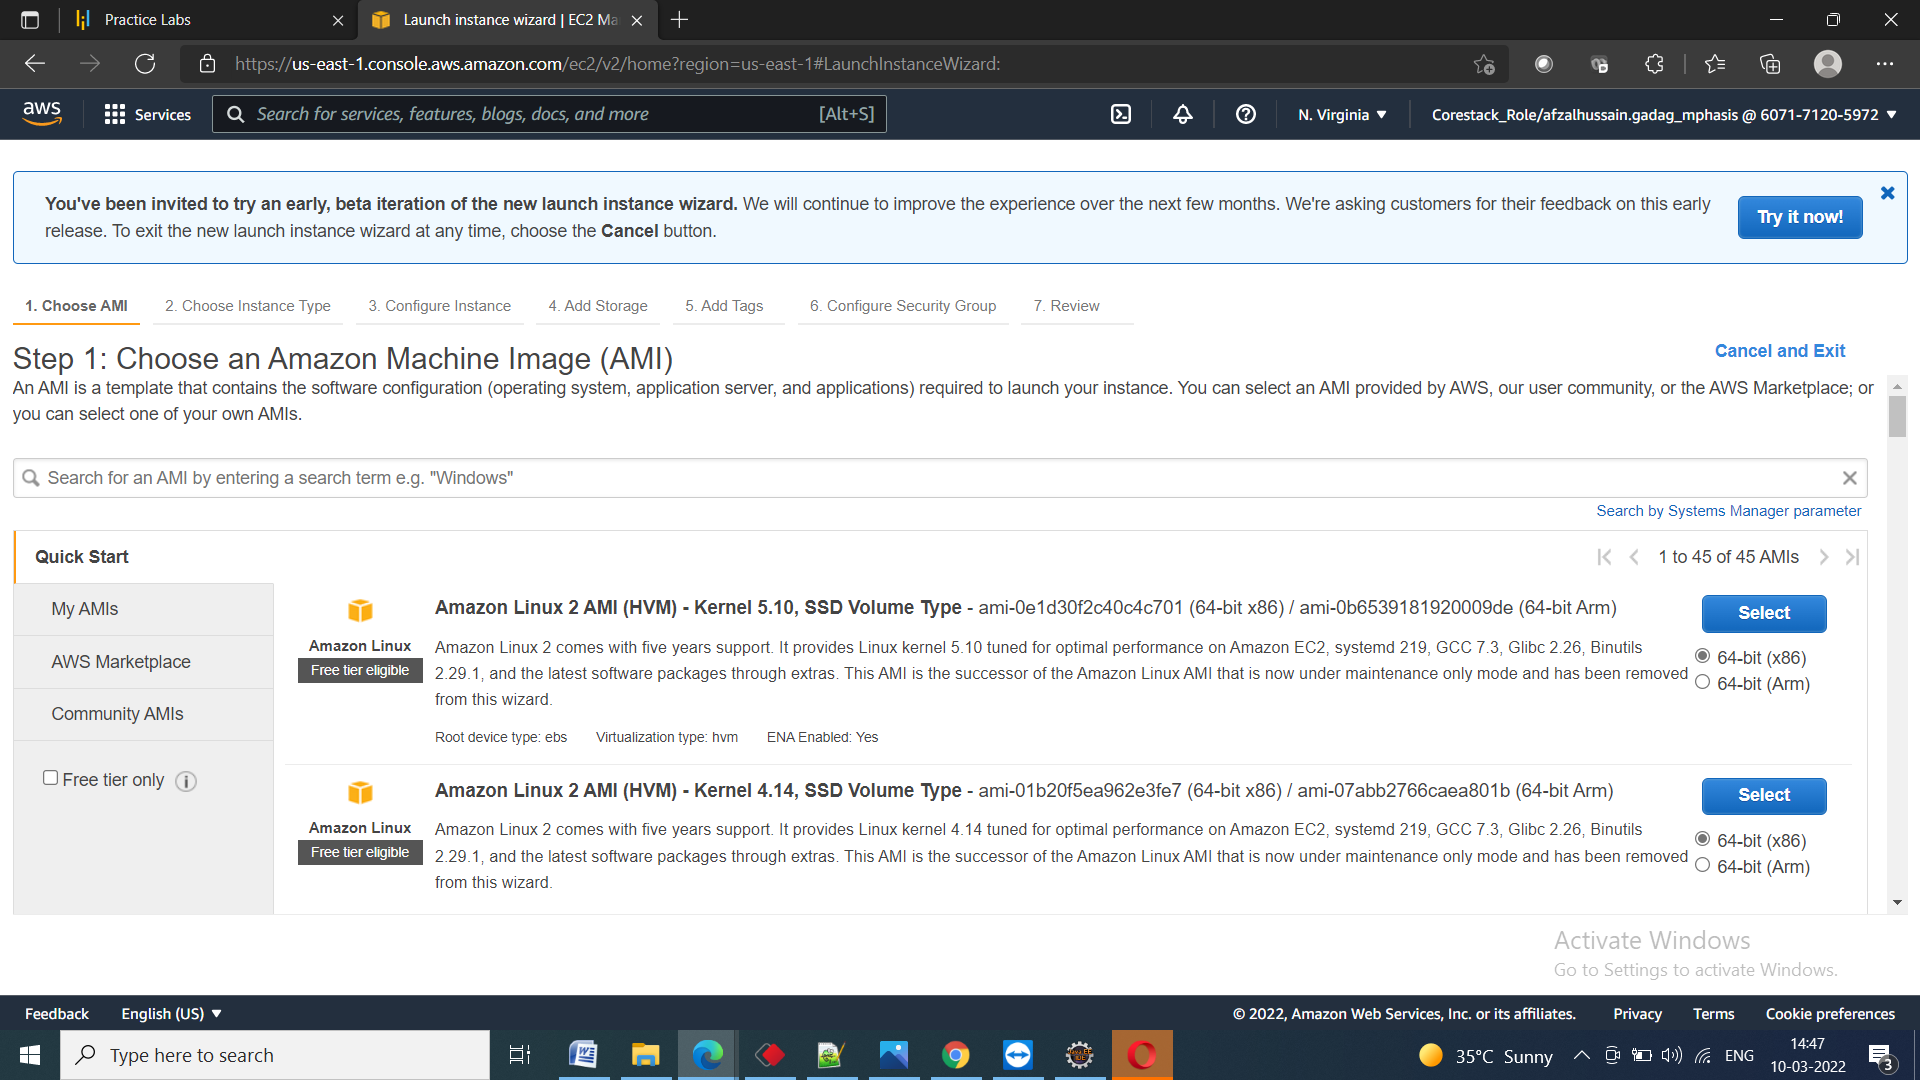 Practice Labs
Launch instance wizard | EC2 Ma
https://us-east-1.console.aws.amazon.com/ec2/v2/home?region=us-east-1#LaunchInstanceWizard:
aws
Services
Search for services, features, blogs, docs, and more
[Alt+S]
N. Virginia
Corestack_Role/afzalhussain.gadag_mphasis @ 6071-7120-5972
You've been invited to try an early, beta iteration of the new launch instance wizard. We will continue to improve the experience over the next few months. We're asking customers for their feedback on this early
release. To exit the new launch instance wizard at any time, choose the Cancel button.
Try it now!
1. Choose AMI
2. Choose Instance Type
3. Configure Instance
4. Add Storage
5. Add Tags
6. Configure Security Group
7. Review
Step 1: Choose an Amazon Machine Image (AMI)
Cancel and Exit
An AMI is a template that contains the software configuration (operating system, application server, and applications) required to launch your instance. You can select an AMI provided by AWS, our user community, or the AWS Marketplace; or
you can select one of your own AMIs.
Search for an AMI by entering a search term e.g. "Windows"
Search by Systems Manager parameter
Quick Start
1 to 45 of 45 AMIs
My AMIs
AWS Marketplace
Community AMIs
Free tier only
Amazon Linux
Free tier eligible
Amazon Linux 2 AMI (HVM) - Kernel 5.10, SSD Volume Type - ami-0e1d30f2c40c4c701 (64-bit x86) / ami-0b6539181920009de (64-bit Arm)
Amazon Linux 2 comes with five years support. It provides Linux kernel 5.10 tuned for optimal performance on Amazon EC2, systemd 219, GCC 7.3, Glibc 2.26, Binutils
2.29.1, and the latest software packages through extras. This AMI is the successor of the Amazon Linux AMI that is now under maintenance only mode and has been removed
from this wizard.
Root device type: ebs
Virtualization type: hvm
ENA Enabled: Yes
Select
64-bit (x86)
64-bit (Arm)
Amazon Linux
Free tier eligible
Amazon Linux 2 AMI (HVM) - Kernel 4.14, SSD Volume Type - ami-01b20f5ea962e3fe7 (64-bit x86) / ami-07abb2766caea801b (64-bit Arm)
Amazon Linux 2 comes with five years support. It provides Linux kernel 4.14 tuned for optimal performance on Amazon EC2, systemd 219, GCC 7.3, Glibc 2.26, Binutils
2.29.1, and the latest software packages through extras. This AMI is the successor of the Amazon Linux AMI that is now under maintenance only mode and has been removed
from this wizard.
Select
64-bit (x86)
64-bit (Arm)
Activate Windows
Go to Settings to activate Windows.
Feedback
English (US)
© 2022, Amazon Web Services, Inc. or its affiliates.
Privacy
Terms
Cookie preferences
Type here to search
35°C Sunny
ENG
14:47
10-03-2022
3